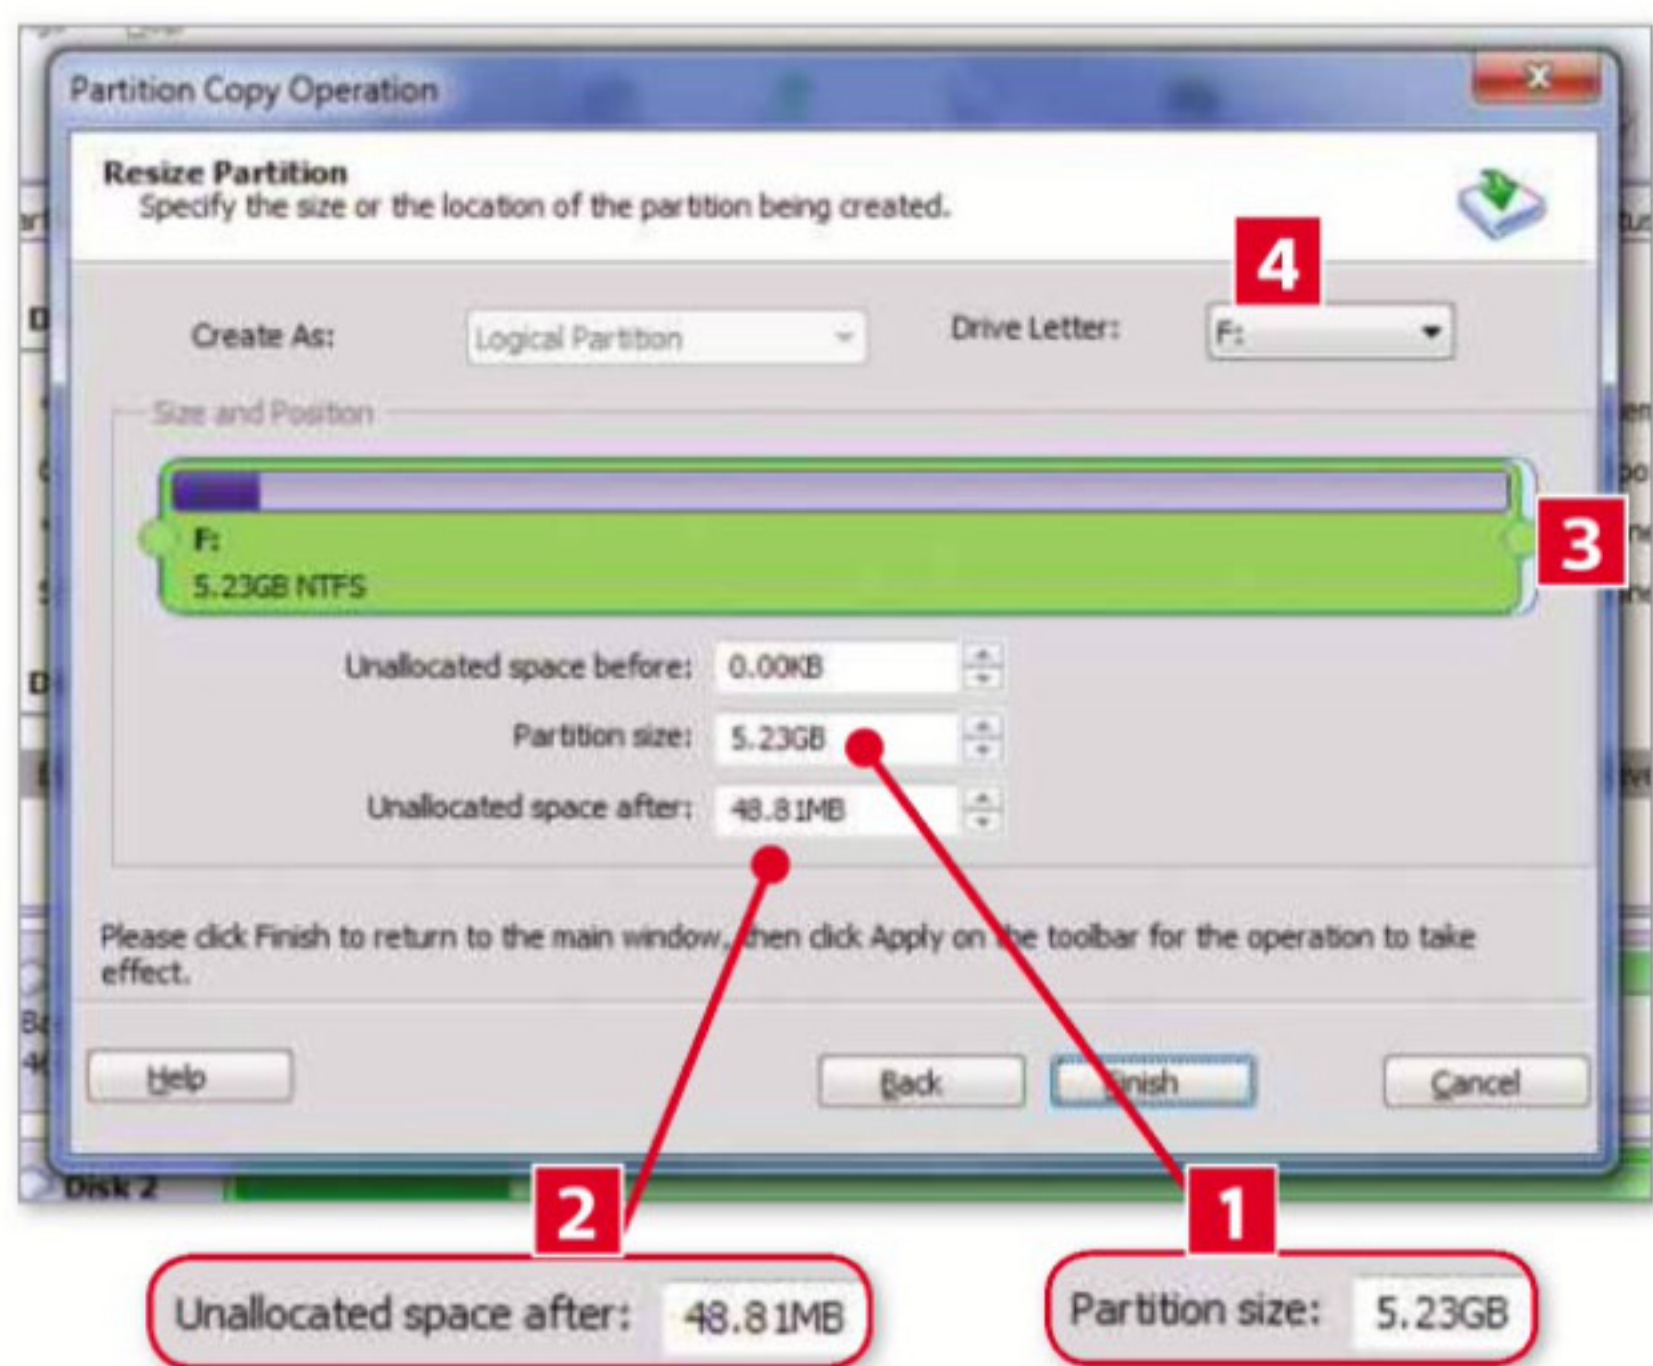 Partition Copy Operation
Resize Partition
Specify the size or the location of the partition being created.
4
Create As:
Logical Partition
Drive Letter:
F:
Size and Position
F:
5.23GB NTFS
3
Unallocated space before:
0.00KB
Partition size:
5.23GB
Unallocated space after:
48.81MB
Please click Finish to return to the main window, then click Apply on the toolbar for the operation to take
effect.
Help
Back
Finish
Cancel
Disk 2
2
1
Unallocated space after: 48.81MB
Partition size: 5.23GB